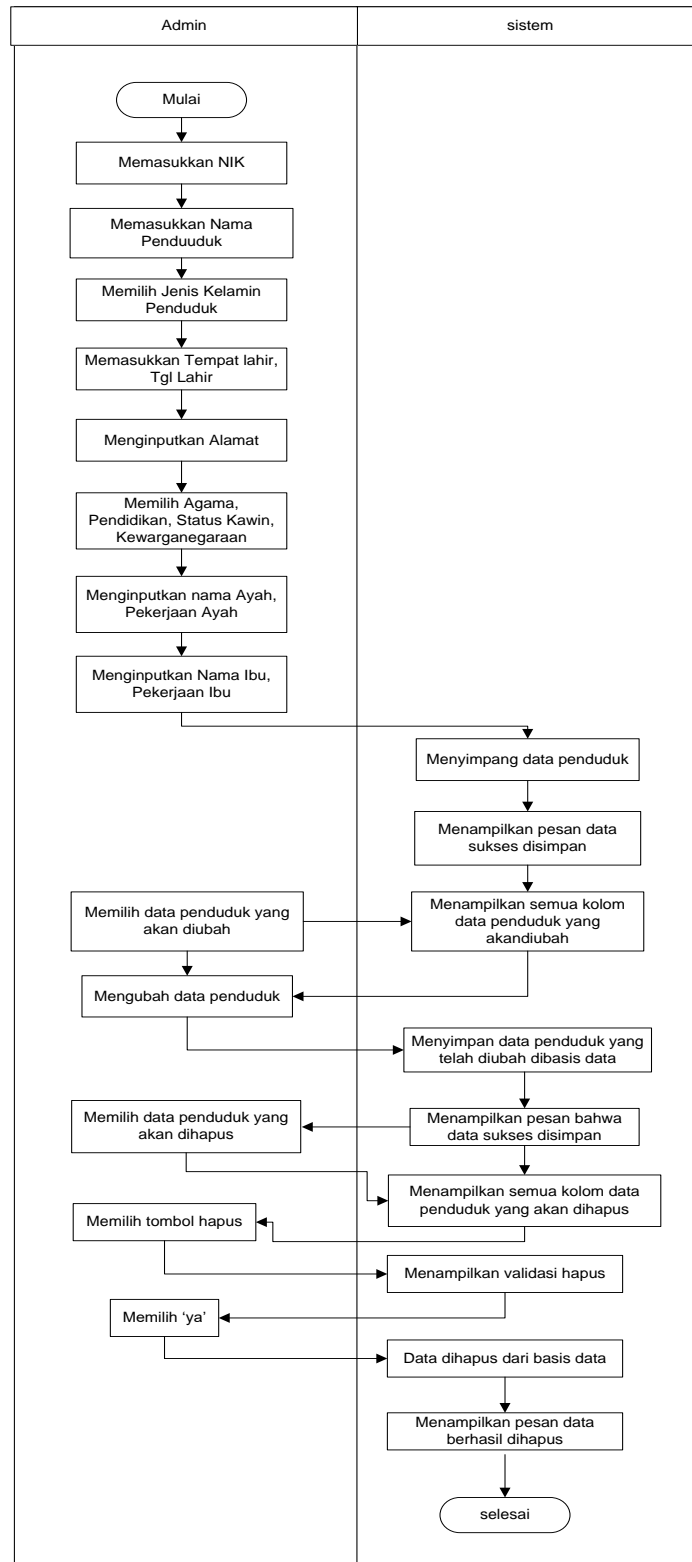 Admin
sistem
Mulai
Memasukkan NIK
Memasukkan Nama
Penduuduk
Memilih Jenis Kelamin
Penduduk
Memasukkan Tempat lahir,
Tgl Lahir
Menginputkan Alamat
Memilih Agama,
Pendidikan, Status Kawin,
Kewarganegaraan
Menginputkan nama Ayah,
Pekerjaan Ayah
Menginputkan Nama Ibu,
Pekerjaan Ibu
Menyimpang data penduduk
Menampilkan pesan data
sukses disimpan
Memilih data penduduk yang
akan diubah
Menampilkan semua kolom
data penduduk yang
akandiubah
Mengubah data penduduk
Menyimpan data penduduk yang
telah diubah dibasis data
Memilih data penduduk yang
akan dihapus
Menampilkan pesan bahwa
data sukses disimpan
Menampilkan semua kolom data
penduduk yang akan dihapus
Memilih tombol hapus
Menampilkan validasi hapus
Memilih ‘ya’
Data dihapus dari basis data
Menampilkan pesan data
berhasil dihapus
selesai